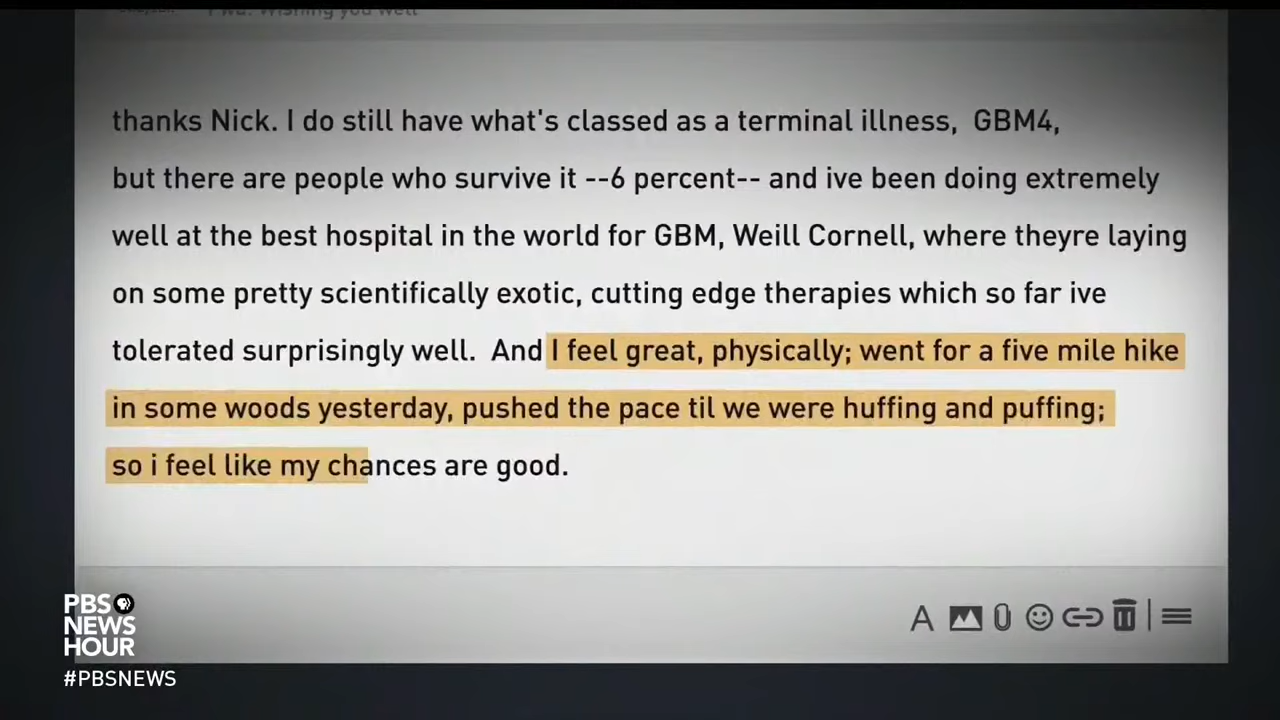 Fwd: Wishing you well
thanks Nick. I do still have what's classed as a terminal illness,  GBM4,
but there are people who survive it --6 percent-- and ive been doing extremely
well at the best hospital in the world for GBM, Weill Cornell, where theyre laying
on some pretty scientifically exotic, cutting edge therapies which so far ive
tolerated surprisingly well.  And I feel great, physically; went for a five mile hike
in some woods yesterday, pushed the pace til we were huffing and puffing;
so i feel like my chances are good.
A
PBS
NEWS
HOUR
#PBSNEWS